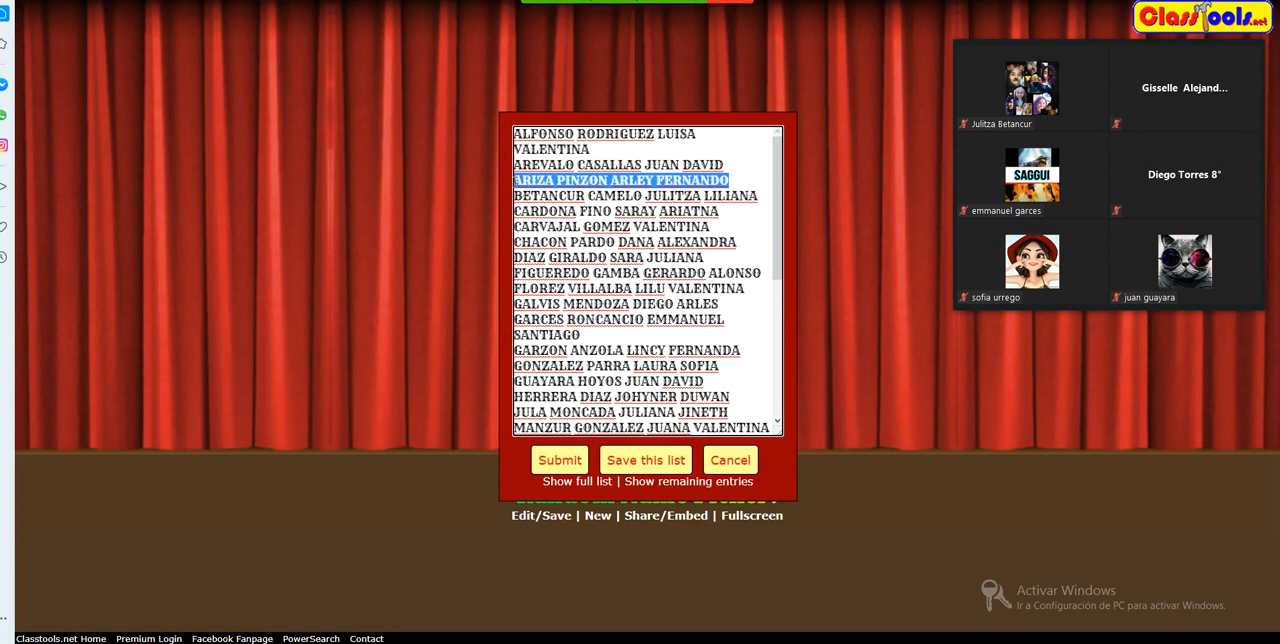 ClassTools.net
Julitza Betancur
Gisselle Alejand...
SAGGUI
emmanuel garces
Diego Torres 8°
sofia urrego
juan guayara
ALFONSO RODRIGUEZ LUISA
VALENTINA
AREVALO CASALLAS JUAN DAVID
ARIZA PINZON ARLEY FERNANDO
BETANCUR CAMELO JULITZA LILIANA
CARDONA FINO SARAY ARIATNA
CARVAJAL GOMEZ VALENTINA
CHACON PARDO DANA ALEXANDRA
DIAZ GIRALDO SARA JULIANA
FIGUEREDO GAMBA GERARDO ALONSO
FLOREZ VILLALBA LILU VALENTINA
GALVIS MENDOZA DIEGO ARLES
GARCES RONCANCIO EMMANUEL
SANTIAGO
GARZON ANZOLA LINCY FERNANDA
GONZALEZ PARRA LAURA SOFIA
GUAYARA HOYOS JUAN DAVID
HERRERA DIAZ JOHYNER DUWAN
JULA MONCADA JULIANA JINETH
MANZUR GONZALEZ JUANA VALENTINA
Submit Save this list Cancel
Show full list | Show remaining entries
Edit/Save | New | Share/Embed | Fullscreen
Activar Windows
Ir a Configuración de PC para activar Windows.
Classtools.net Home Premium Login Facebook Fanpage PowerSearch Contact